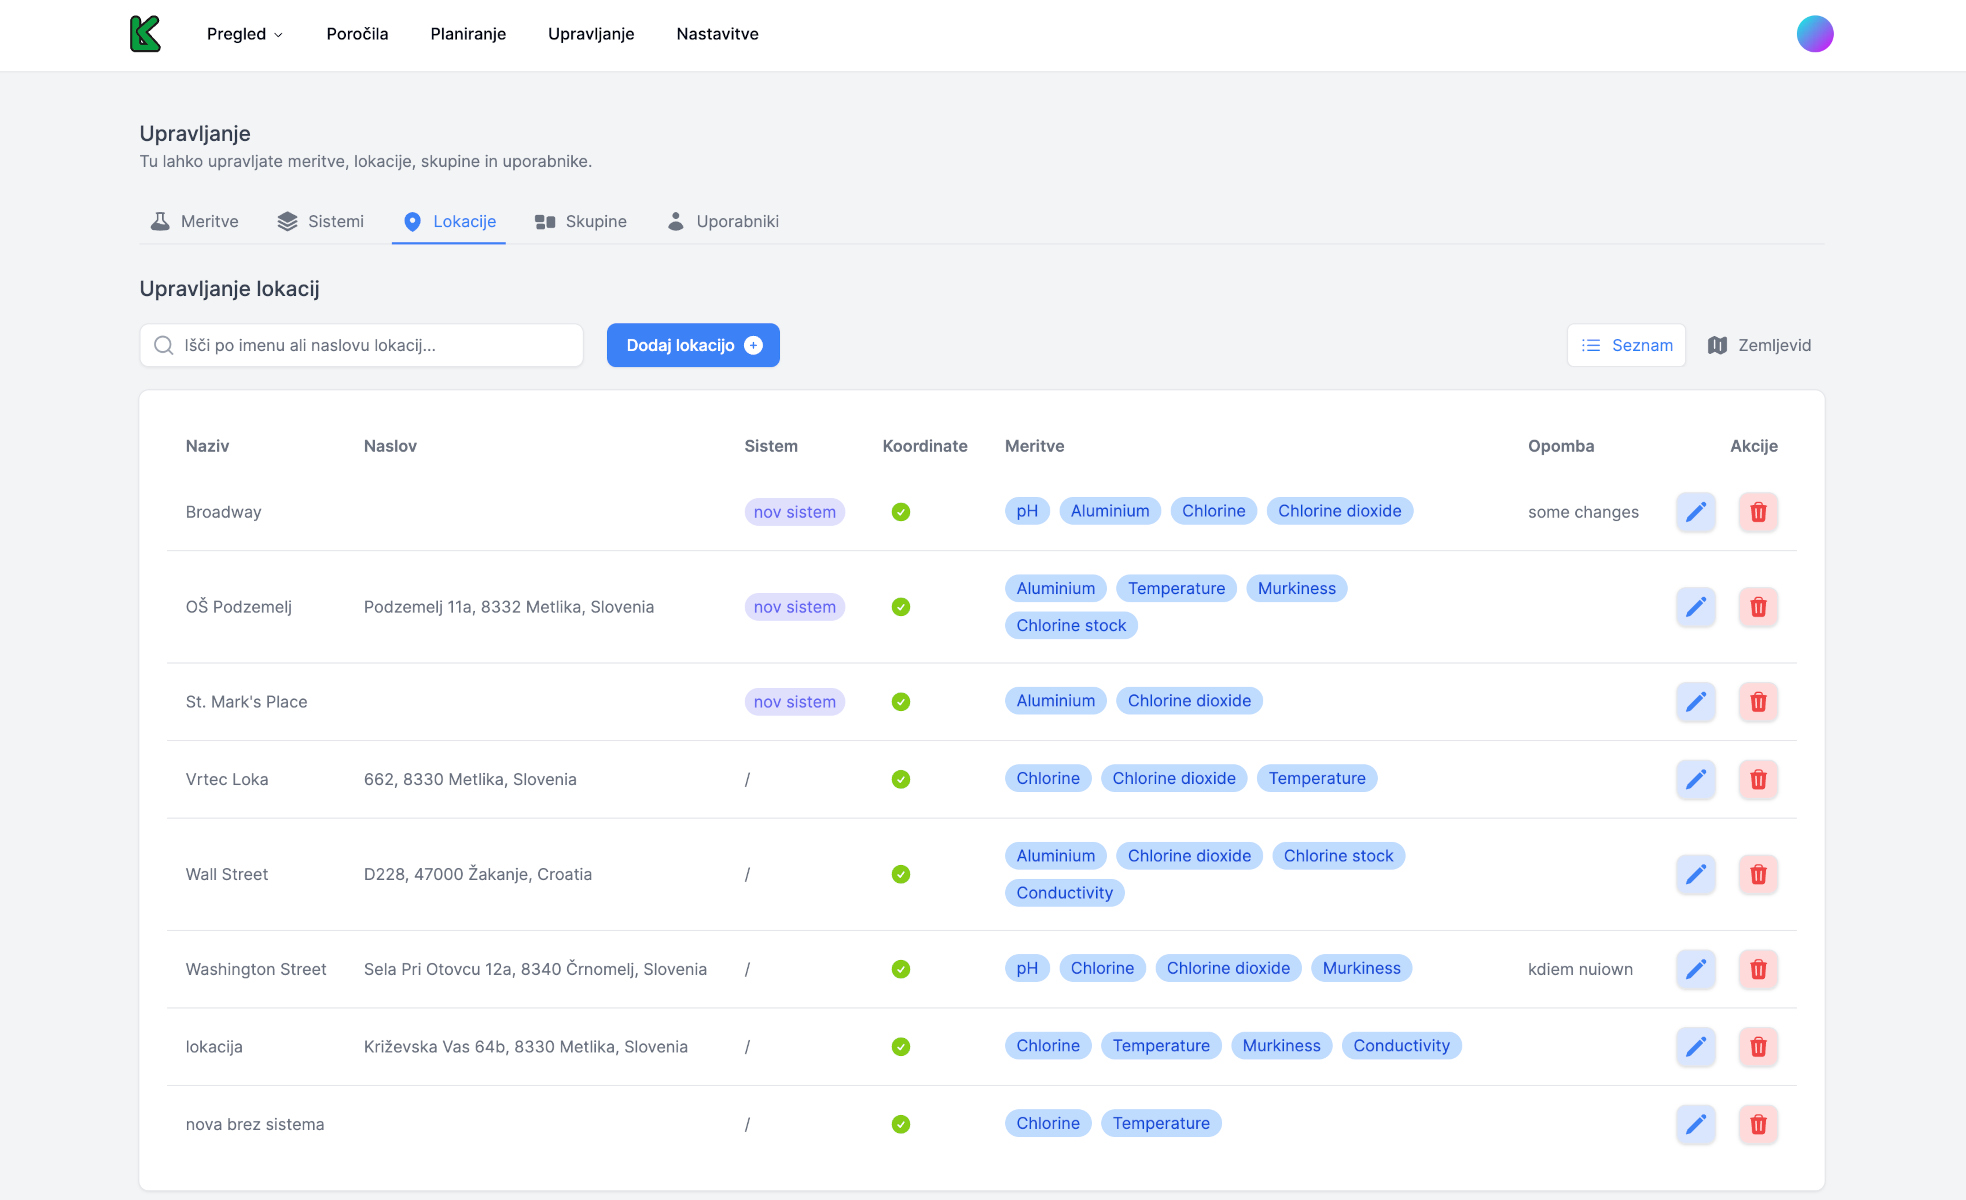 Pregled Poročila Planiranje Upravljanje Nastavitve
Upravljanje
Tu lahko upravljate meritve, lokacije, skupine in uporabnike.
Meritve Sistemi Lokacije Skupine Uporabniki
Upravljanje lokacij
Išči po imenu ali naslovu lokacij... Dodaj lokacijo Seznam Zemljevid
Naziv Naslov Sistem Koordinate Meritve Opomba Akcije
Broadway nov sistem pH Aluminium Chlorine Chlorine dioxide some changes
OŠ Podzemelj Podzemelj 11a, 8332 Metlika, Slovenia nov sistem Aluminium Temperature Murkiness
Chlorine stock
St. Mark's Place nov sistem Aluminium Chlorine dioxide
Vrtec Loka 662, 8330 Metlika, Slovenia / Chlorine Chlorine dioxide Temperature
Wall Street D228, 47000 Žakanje, Croatia / Aluminium Chlorine dioxide Chlorine stock
Conductivity
Washington Street Sela Pri Otovcu 12a, 8340 Črnomelj, Slovenia / pH Chlorine Chlorine dioxide Murkiness kdiem nuiown
lokacija Križevska Vas 64b, 8330 Metlika, Slovenia / Chlorine Temperature Murkiness Conductivity
nova brez sistema / Chlorine Temperature